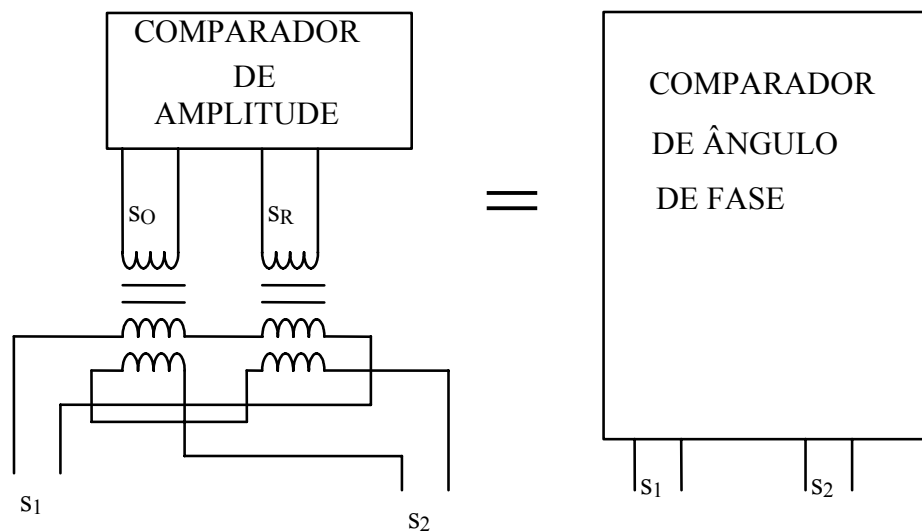 COMPARADOR
DE
AMPLITUDE
sO
sR
s1
s2
=
COMPARADOR
DE ÂNGULO
DE FASE
s1
s2